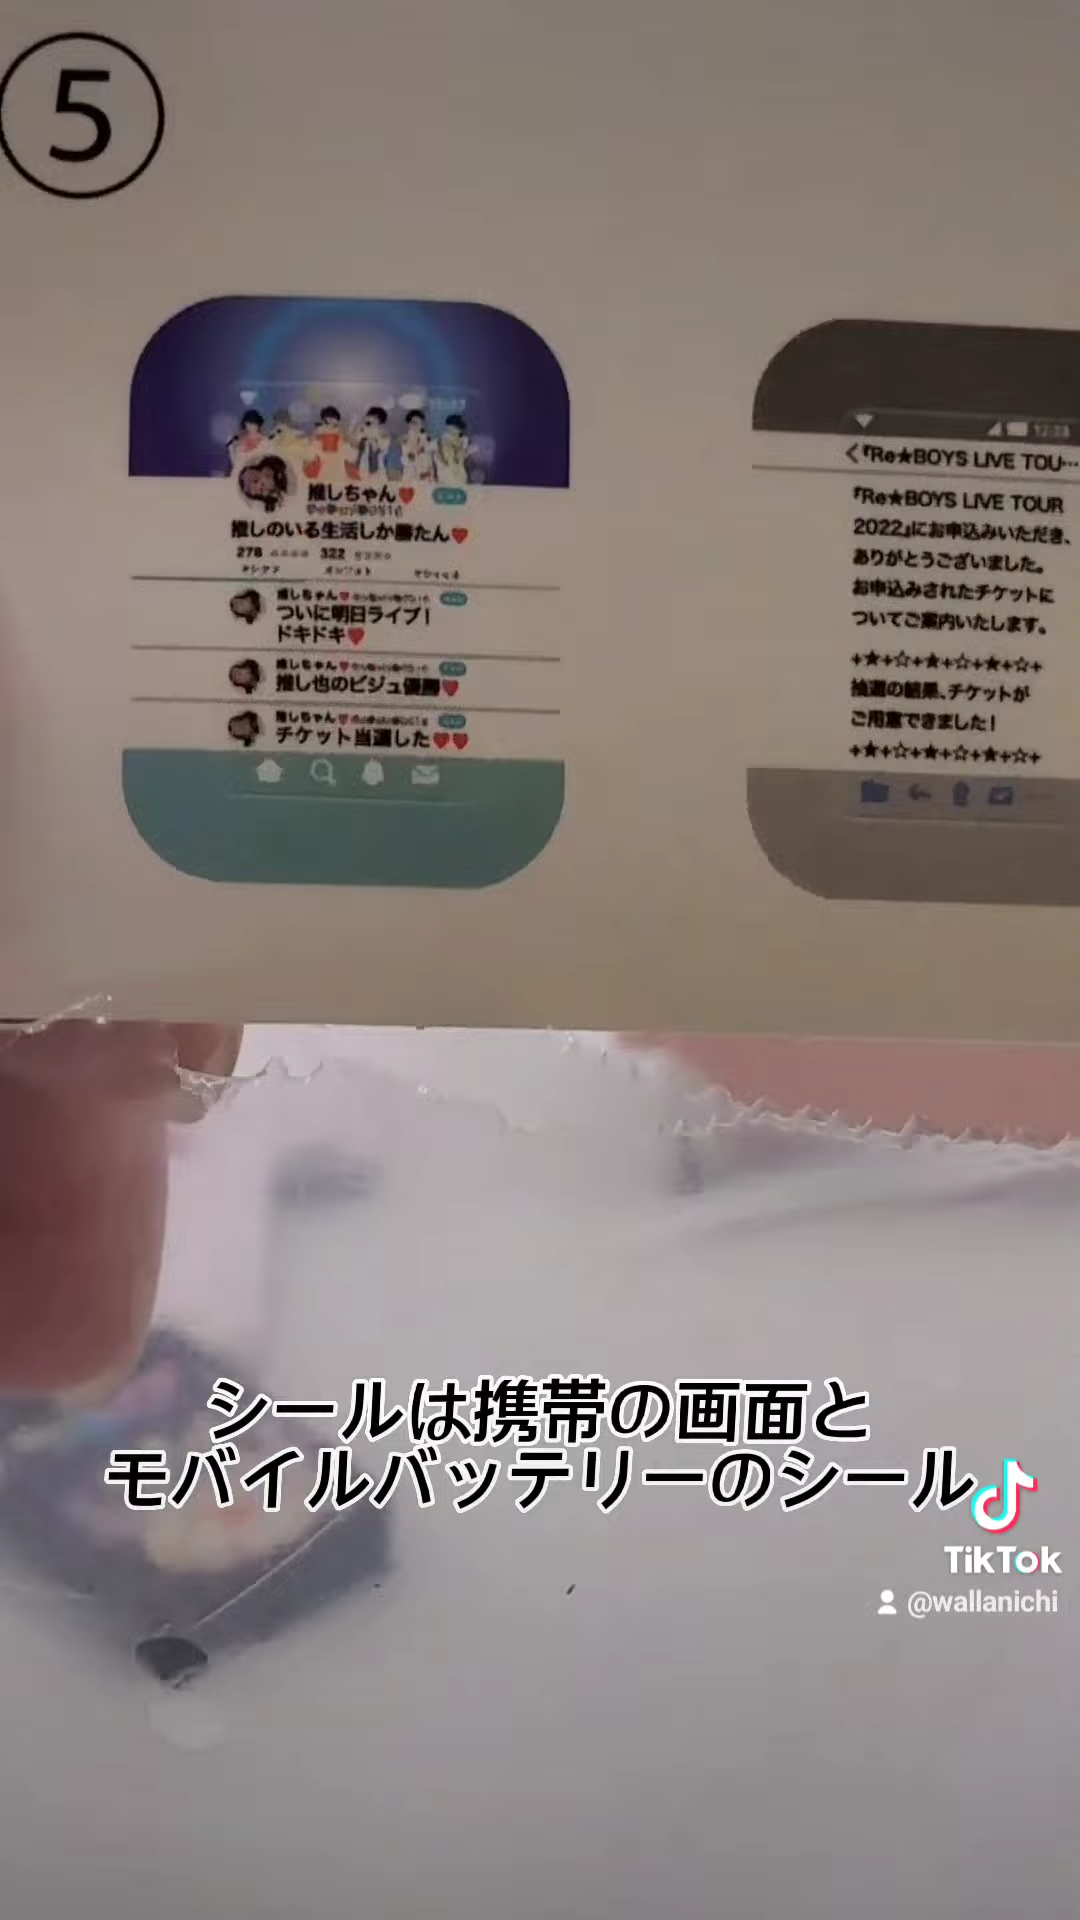 ⑤
推しちゃん♥
推しのいる生活しか勝たん♥
278
322
推しちゃん♥
ついに明日ライブ！
ドキドキ♥
推しちゃん♥
推し也のビジュ優勝♥
推しちゃん♥
チケット当選した♥♥
12:23
＜『Re★BOYS LIVE TOU…
『Re★BOYS LIVE TOUR
2022』にお申込みいただき、
ありがとうございました。
お申込みされたチケットに
ついてご案内いたします。
+★+☆+★+☆+★+☆+
抽選の結果、チケットが
ご用意できました！
+★+☆+★+☆+★+☆+
シールは携帯の画面と
モバイルバッテリーのシール
TikTok
@wallanichi